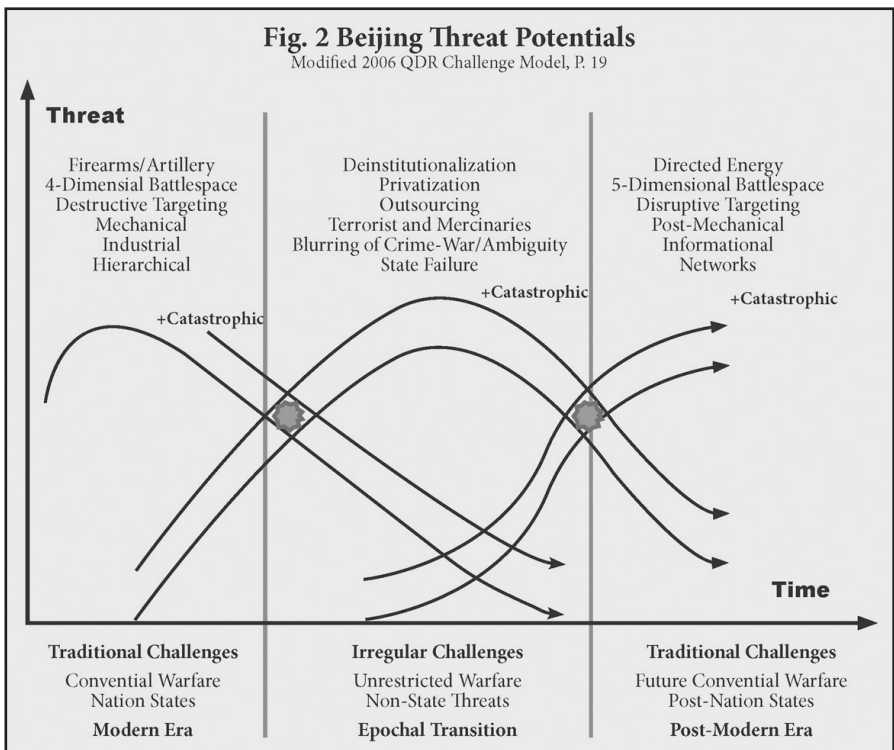 Fig. 2 Beijing Threat Potentials
Modified 2006 QDR Challenge Model, P. 19
Threat
Firearms/Artillery
4-Dimensial Battlespace
Destructive Targeting
Mechanical
Industrial
Hierarchical
Deinstitutionalization
Privatization
Outsourcing
Terrorist and Mercinaries
Blurring of Crime-War/Ambiguity
State Failure
Directed Energy
5-Dimensional Battlespace
Disruptive Targeting
Post-Mechanical
Informational
Networks
+Catastrophic
+Catastrophic
+Catastrophic
Time
Traditional Challenges
Convential Warfare
Nation States
Modern Era
Irregular Challenges
Unrestricted Warfare
Non-State Threats
Epochal Transition
Traditional Challenges
Future Convential Warfare
Post-Nation States
Post-Modern Era